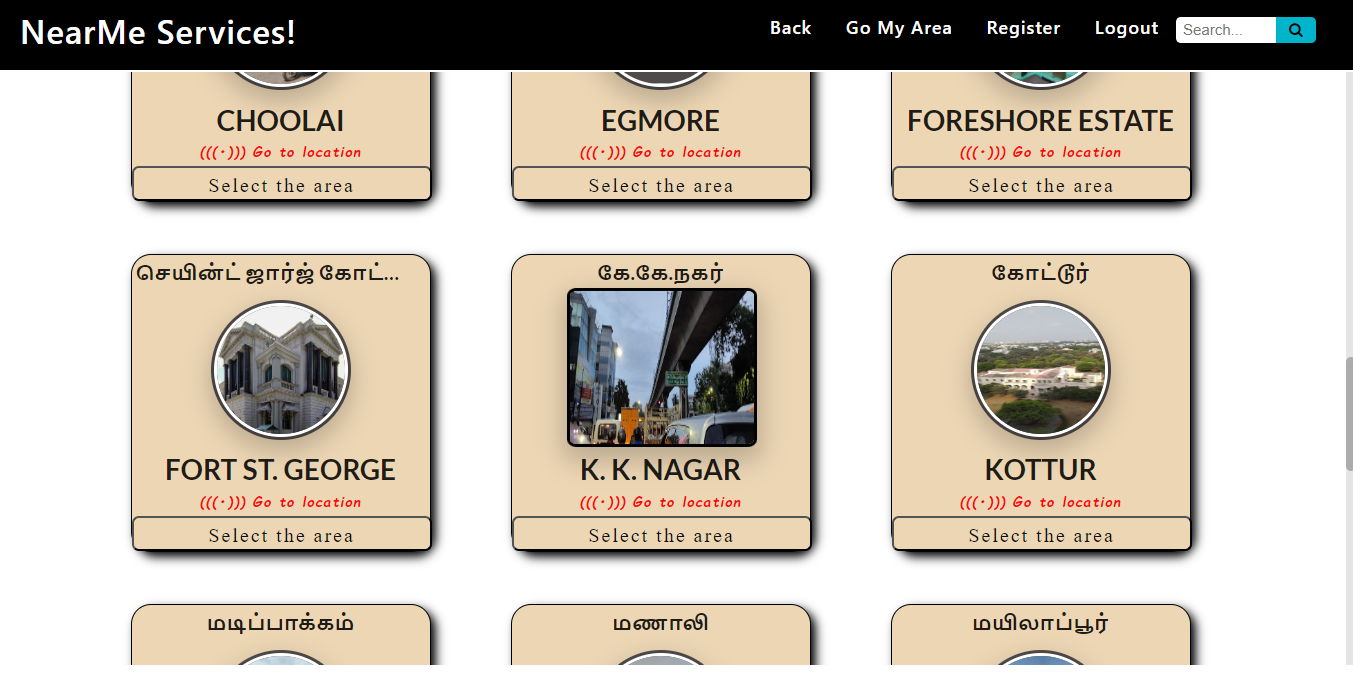 NearMe Services!
Back
Go My Area
Register
Logout
Search...
CHOOLAI
EGMORE
FORESHORE ESTATE
(((·))) Go to location
(((·))) Go to location
(((·))) Go to location
Select the area
Select the area
Select the area
செயின்ட் ஜார்ஜ் கோட்...
கே.கே.நகர்
கோட்டூர்
FORT ST. GEORGE
K. K. NAGAR
KOTTUR
(((·))) Go to location
(((·))) Go to location
(((·))) Go to location
Select the area
Select the area
Select the area
மடிப்பாக்கம்
மணாலி
மயிலாப்பூர்